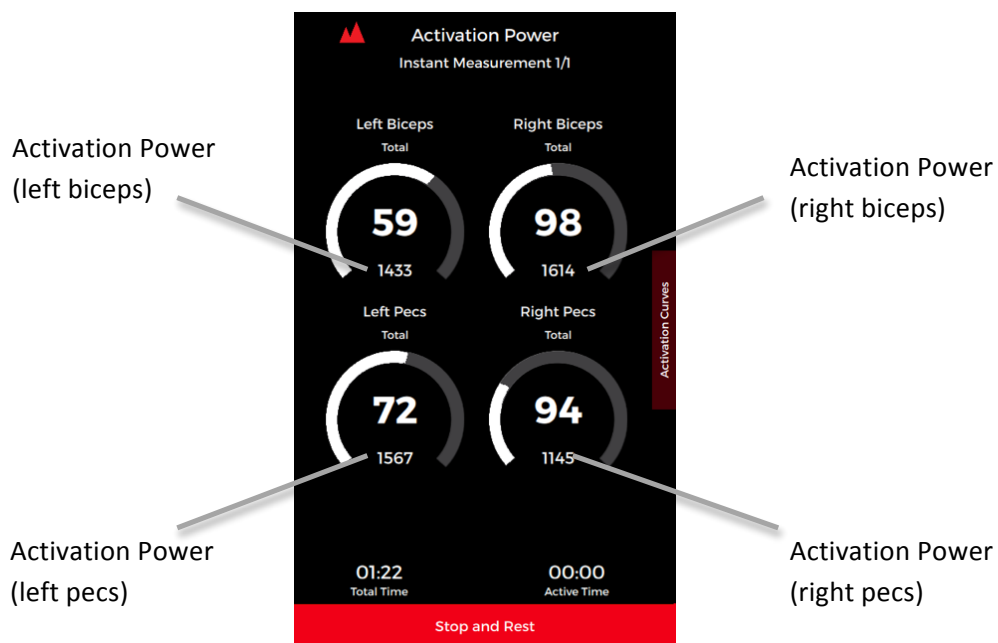 Activation Power
Instant Measurement 1/1
Left Biceps
Total
59
1433
Right Biceps
Total
98
1614
Left Pecs
Total
72
1567
Right Pecs
Total
94
1145
Activation Curves
01:22
Total Time
00:00
Active Time
Stop and Rest
Activation Power
(left biceps)
Activation Power
(right biceps)
Activation Power
(left pecs)
Activation Power
(right pecs)